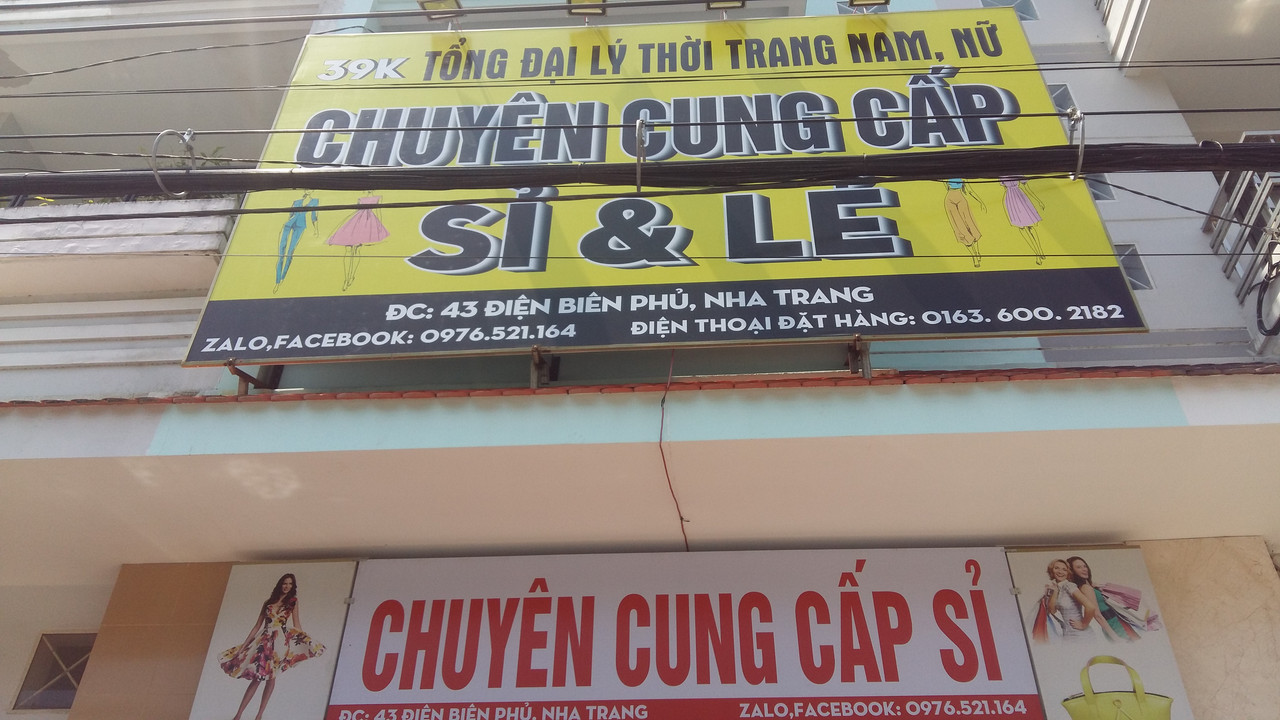 39K TỔNG ĐẠI LÝ THỜI TRANG NAM, NỮ
CHUYÊN CUNG CẤP
SỈ & LẺ
ĐC: 43 ĐIỆN BIÊN PHỦ, NHA TRANG
ZALO,FACEBOOK: 0976.521.164 ĐIỆN THOẠI ĐẶT HÀNG: 0163. 600. 2182
CHUYÊN CUNG CẤP SỈ
ĐC: 43 ĐIỆN BIÊN PHỦ, NHA TRANG ZALO,FACEBOOK: 0976.521.164